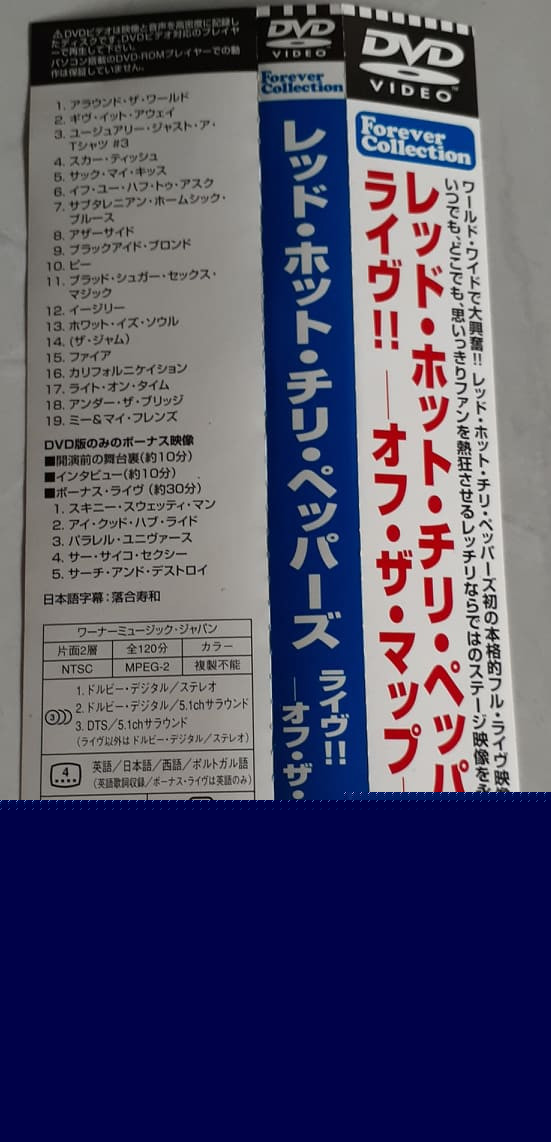 ⚠DVDビデオは映像と音声を高密度に記録し
たディスクです。DVDビデオ対応のプレイヤ
ーで再生して下さい。
パソコン搭載のDVD-ROMプレイヤーでの動
作は保証していません。
1. アラウンド・ザ・ワールド
2. ギヴ・イット・アウェイ
3. ユージュアリー・ジャスト・ア・
Tシャツ #3
4. スカー・ティッシュ
5. サック・マイ・キッス
6. イフ・ユー・ハフ・トゥ・アスク
7. サブタレニアン・ホームシック・
ブルース
8. アザーサイド
9. ブラックアイド・ブロンド
10. ピー
11. ブラッド・シュガー・セックス・
マジック
12. イージリー
13. ホワット・イズ・ソウル
14. (ザ・ジャム)
15. ファイア
16. カリフォルニケイション
17. ライト・オン・タイム
18. アンダー・ザ・ブリッジ
19. ミー&マイ・フレンズ
DVD版のみのボーナス映像
■開演前の舞台裏(約10分)
■インタビュー(約10分)
■ボーナス・ライヴ (約30分)
1. スキニー・スウェッティ・マン
2. アイ・クッド・ハブ・ライド
3. パラレル・ユニヴァース
4. サー・サイコ・セクシー
5. サーチ・アンド・デストロイ
日本語字幕：落合寿和
ワーナーミュージック・ジャパン
片面2層 全120分 カラー
NTSC MPEG-2 複製不能
3
1. ドルビー・デジタル／ステレオ
2. ドルビー・デジタル／5.1chサラウンド
3. DTS／5.1chサラウンド
(ライヴ以外は ドルビー・デジタル／ステレオ)
4
英語／日本語／西語／ポルトガル語
(英語歌詞収録／ボーナス・ライヴは英語のみ)
DVD
VIDEO
Forever
Collection
レッド・ホット・チリ・ペッパーズ
ライヴ!!
―オフ・ザ・
DVD
VIDEO™
Forever
Collection
ワールド・ワイドで大興奮!! レッド・ホット・チリ・ペッパーズ初の本格的フル・ライヴ映像
いつでも、どこでも、思いっきりファンを熱狂させるレッチリならではのステージ映像を
レッド・ホット・チリ・ペッパ
ライヴ!! ―オフ・ザ・マップ―